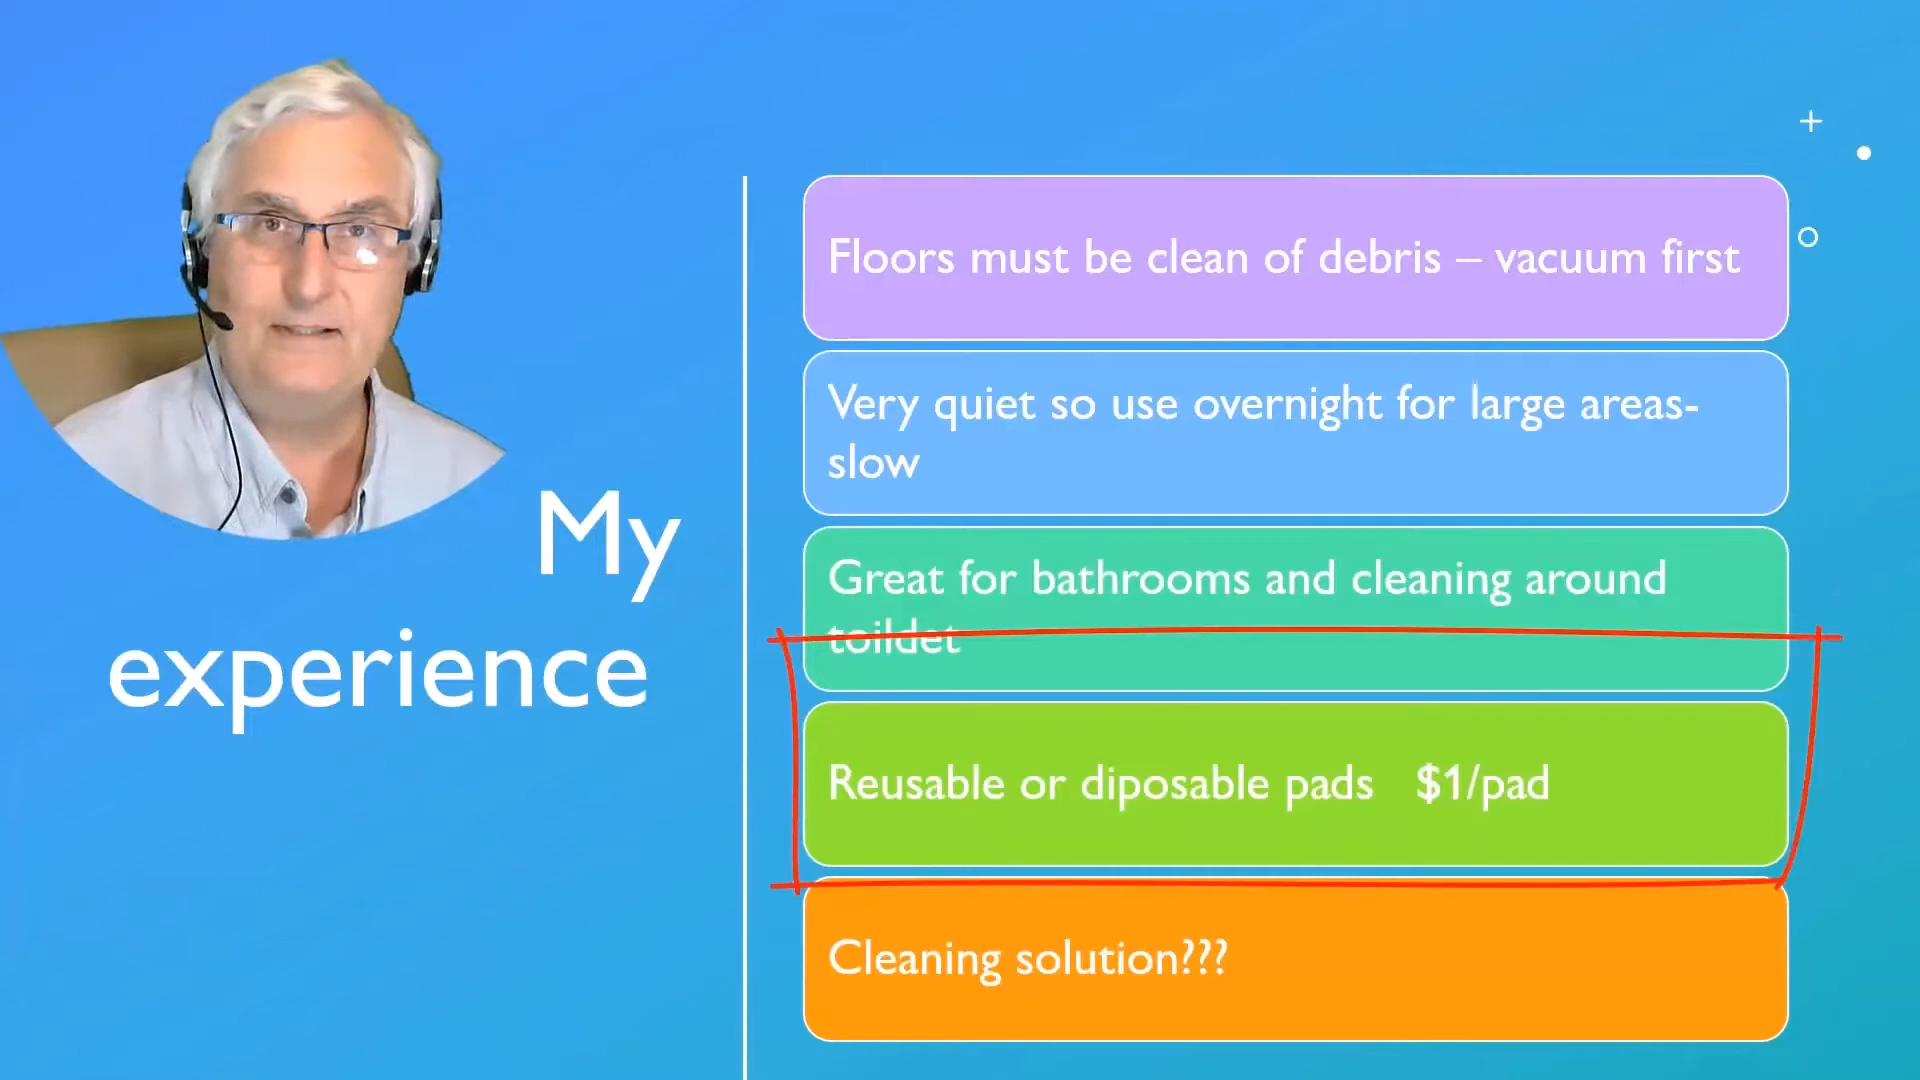 My
experience
Floors must be clean of debris – vacuum first
Very quiet so use overnight for large areas-
slow
Great for bathrooms and cleaning around
toildet
Reusable or diposable pads $1/pad
Cleaning solution???